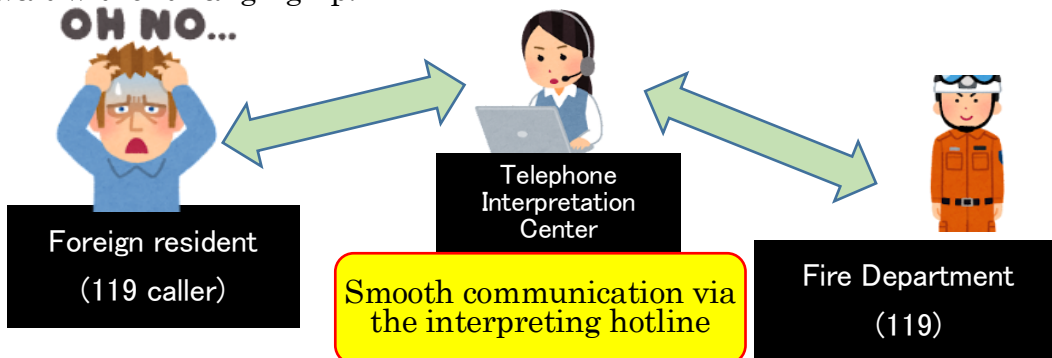 OH NO...
Telephone
Interpretation
Center
Foreign resident
(119 caller)
Smooth communication via
the interpreting hotline
Fire Department
(119)